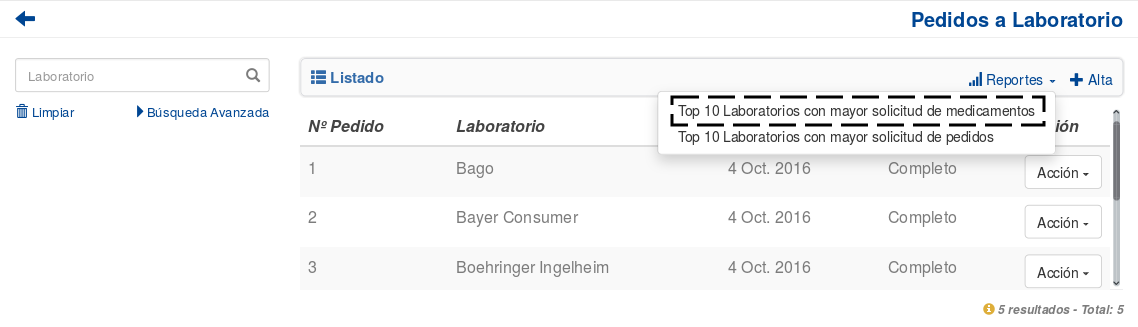 Pedidos a Laboratorio
Laboratorio
Limpiar
Búsqueda Avanzada
Listado
Reportes
Alta
Top 10 Laboratorios con mayor solicitud de medicamentos
Top 10 Laboratorios con mayor solicitud de pedidos
Nº Pedido Laboratorio
1 Bago 4 Oct. 2016 Completo Acción
2 Bayer Consumer 4 Oct. 2016 Completo Acción
3 Boehringer Ingelheim 4 Oct. 2016 Completo Acción
5 resultados - Total: 5